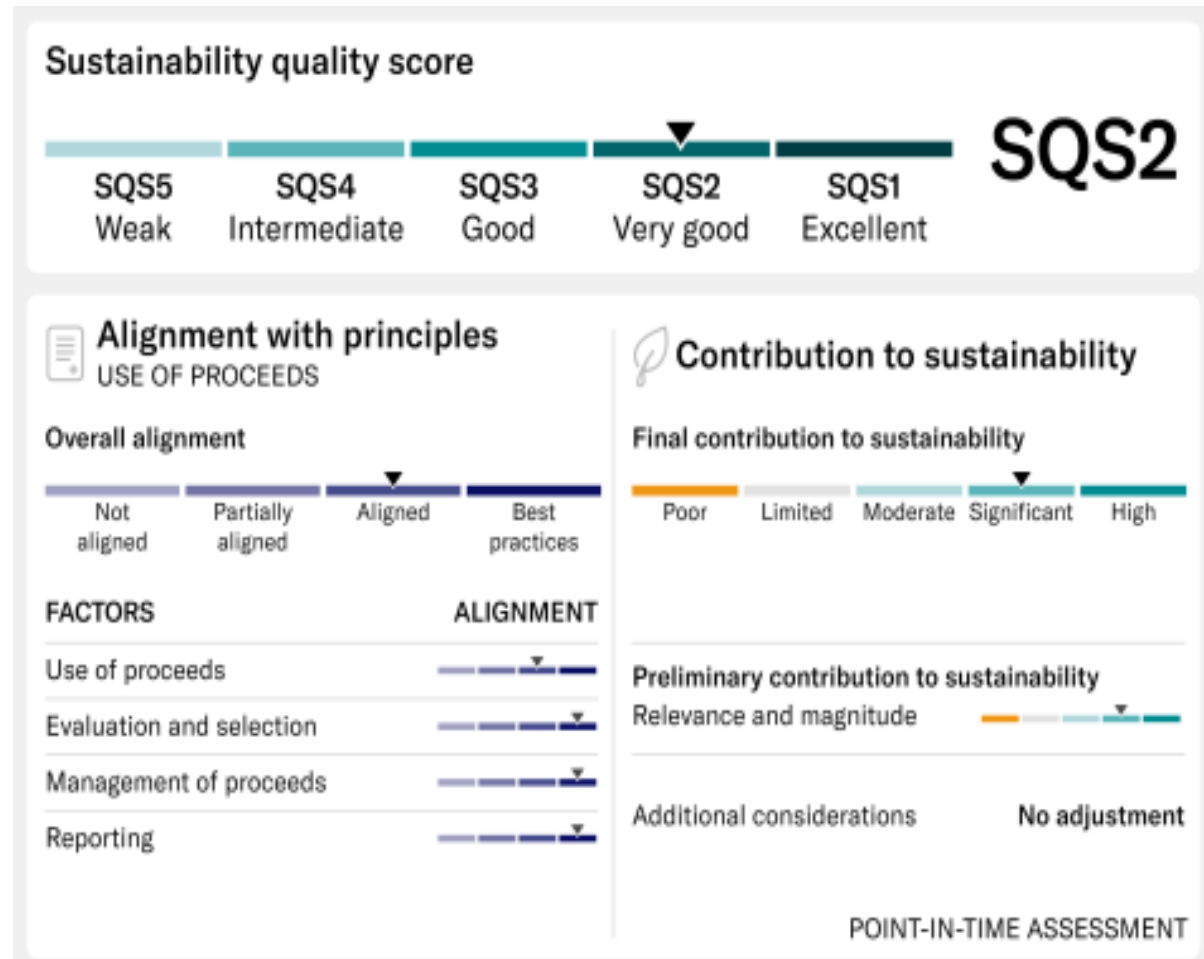 Sustainability quality score
SQS2
SQS5 SQS4 SQS3 SQS2 SQS1
Weak Intermediate Good Very good Excellent
Alignment with principles
USE OF PROCEEDS
Overall alignment
Not aligned
Partially aligned
Aligned
Best practices
FACTORS ALIGNMENT
Use of proceeds
Evaluation and selection
Management of proceeds
Reporting
Contribution to sustainability
Final contribution to sustainability
Poor Limited Moderate Significant High
Preliminary contribution to sustainability
Relevance and magnitude
Additional considerations No adjustment
POINT-IN-TIME ASSESSMENT